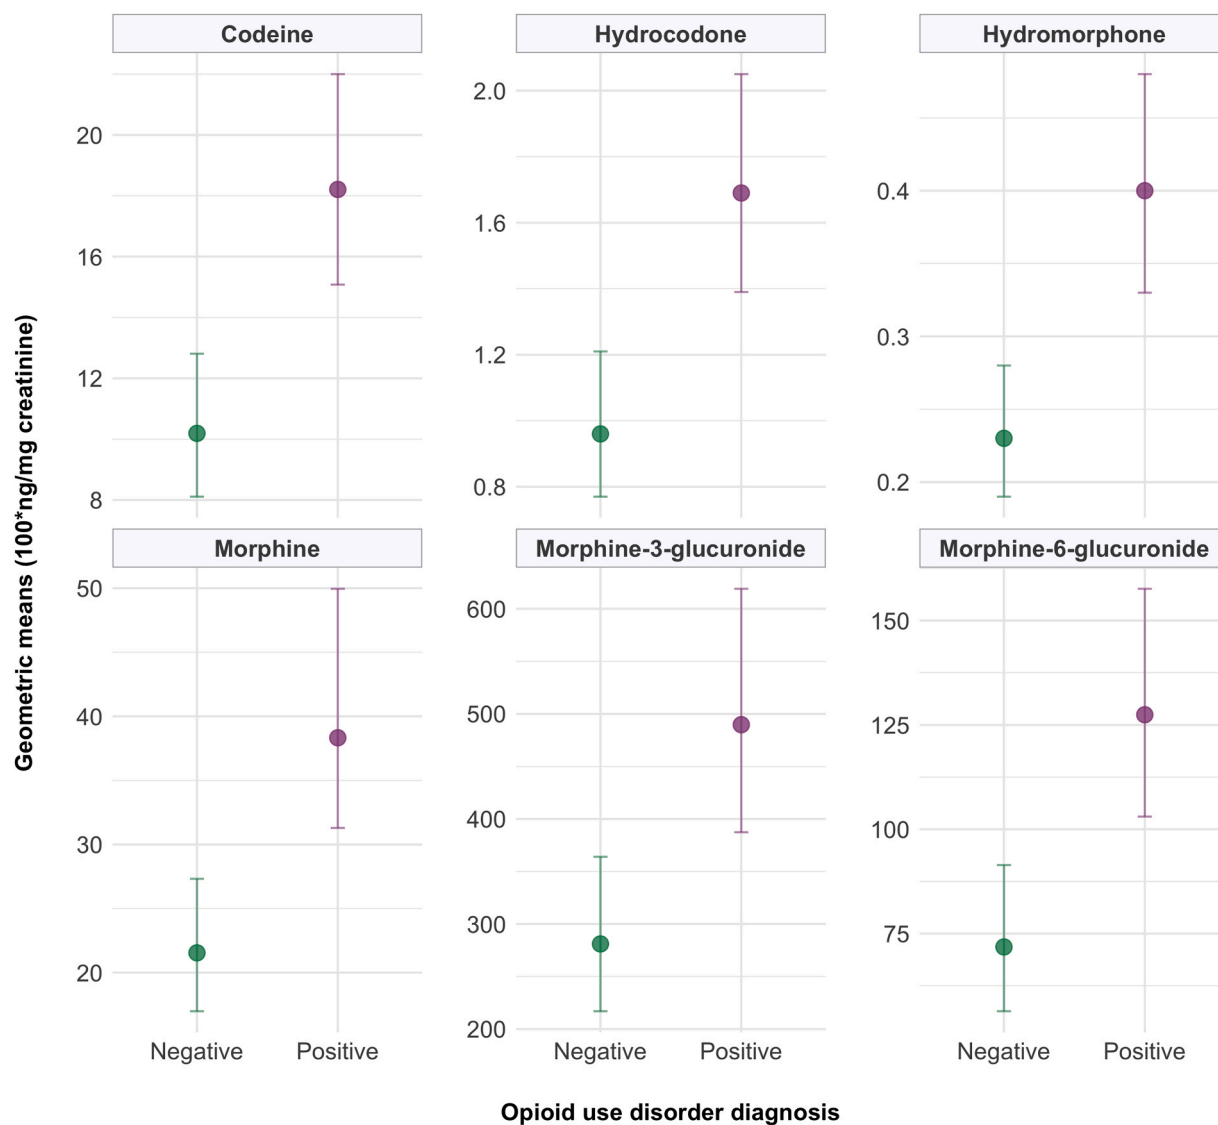 Codeine
Hydrocodone
Hydromorphone
20
16
12
8
2.0
1.6
1.2
0.8
0.4
0.3
0.2
Geometric means (100*ng/mg creatinine)
Morphine
Morphine-3-glucuronide
Morphine-6-glucuronide
50
40
30
20
600
500
400
300
200
150
125
100
75
Negative Positive
Negative Positive
Negative Positive
Opioid use disorder diagnosis